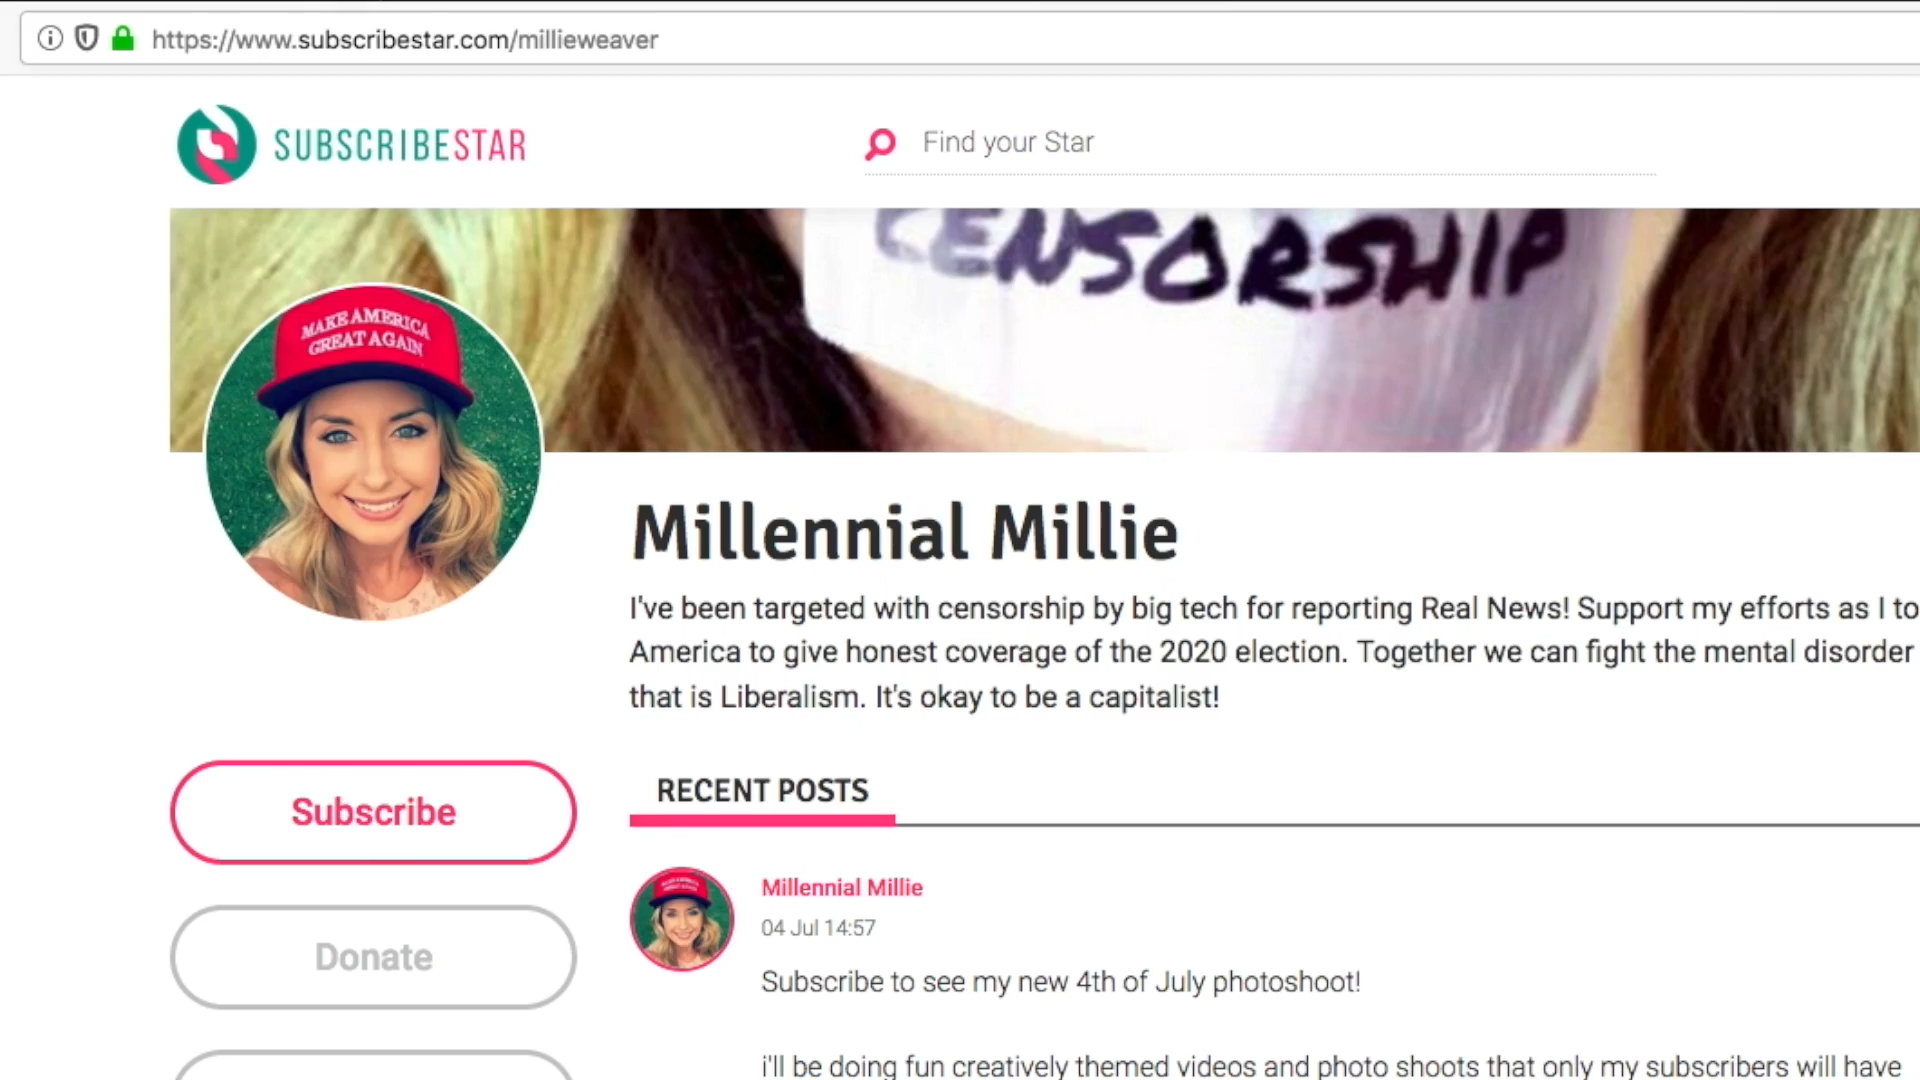 https://www.subscribestar.com/millieweaver
SUBSCRIBESTAR
Find your Star
CENSORSHIP
MAKE AMERICA
GREAT AGAIN
Millennial Millie
I've been targeted with censorship by big tech for reporting Real News! Support my efforts as I to
America to give honest coverage of the 2020 election. Together we can fight the mental disorder
that is Liberalism. It's okay to be a capitalist!
Subscribe
RECENT POSTS
Millennial Millie
04 Jul 14:57
Donate
Subscribe to see my new 4th of July photoshoot!
i'll be doing fun creatively themed videos and photo shoots that only my subscribers will have